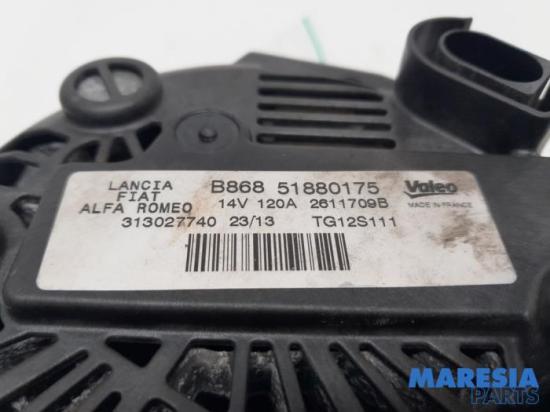 LANCIA
FIAT
ALFA ROMEO
B868 51880175
14V 120A 2611709B
313027740 23/13 TG12S111
Valeo
MADE IN FRANCE
MARESIA
PARTS